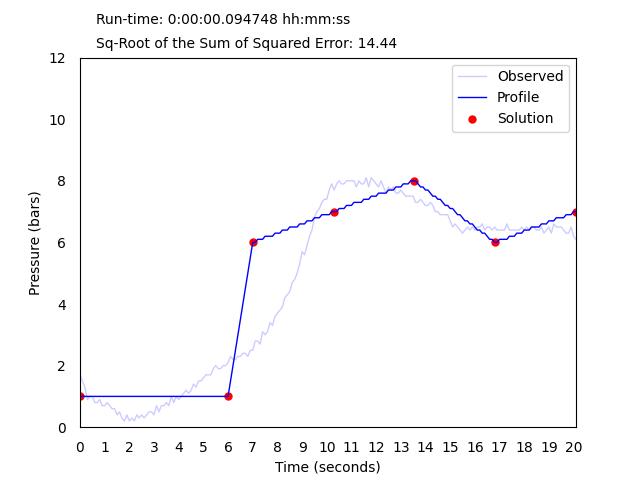 Run-time: 0:00:00.094748 hh:mm:ss
Sq-Root of the Sum of Squared Error: 14.44
12
10
8
6
4
2
0
Pressure (bars)
Observed
Profile
Solution
0 1 2 3 4 5 6 7 8 9 10 11 12 13 14 15 16 17 18 19 20
Time (seconds)